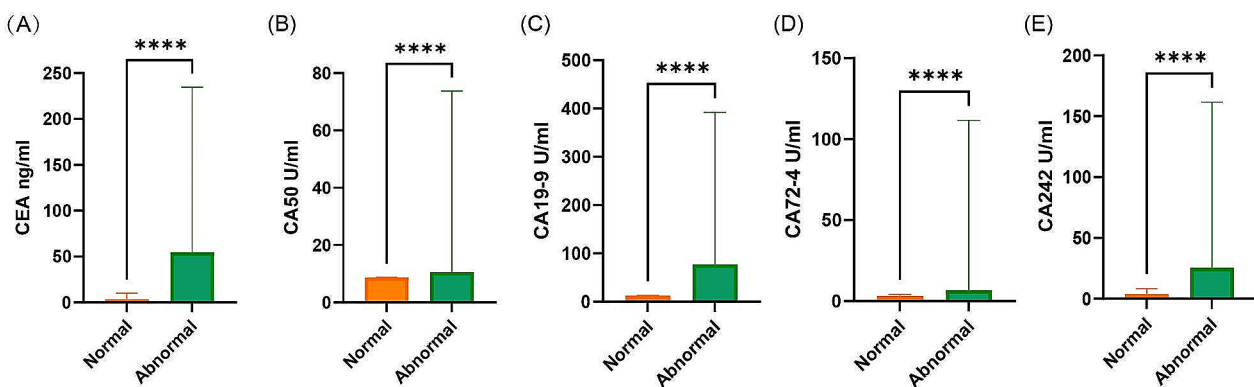 (A)
****
CEA ng/ml
250
200
150
100
50
0
Normal
Abnormal
(B)
****
CA50 U/ml
80
60
40
20
0
Normal
Abnormal
(C)
****
CA19-9 U/ml
500
400
300
200
100
0
Normal
Abnormal
(D)
****
CA72-4 U/ml
150
100
50
0
Normal
Abnormal
(E)
****
CA242 U/ml
200
150
100
50
0
Normal
Abnormal